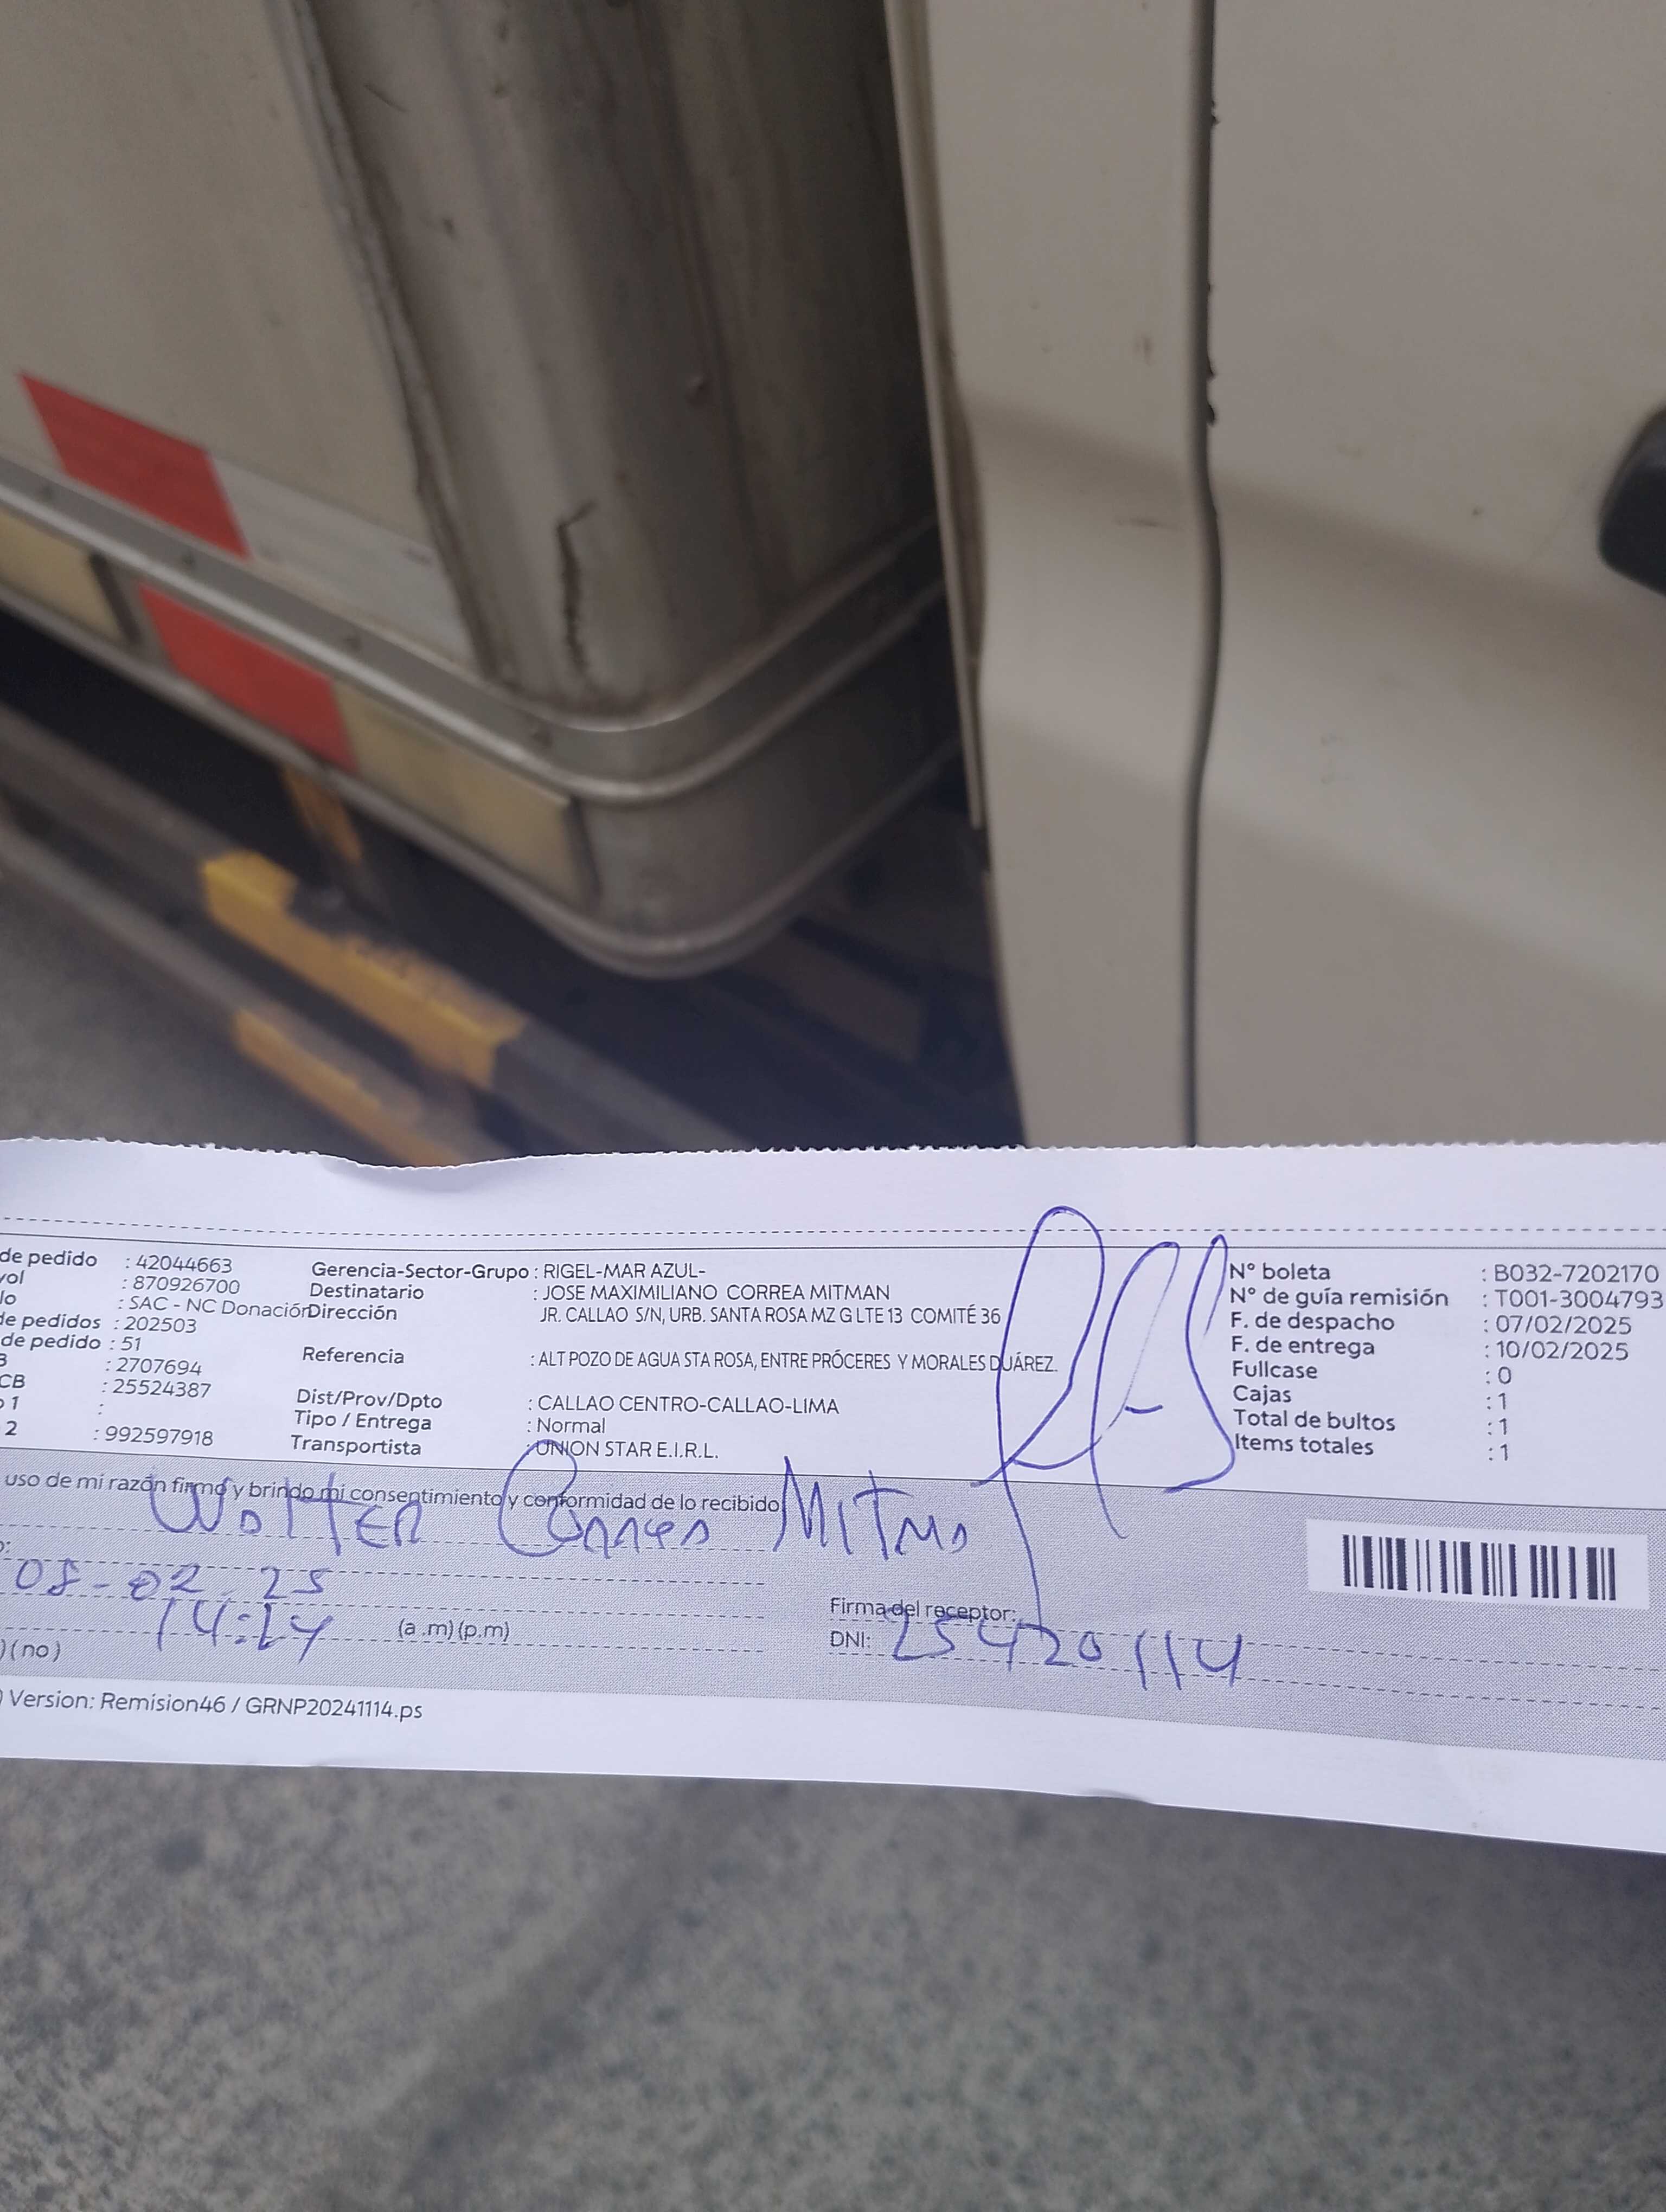 de pedido : 42044663
vol : 870926700
lo : SAC - NC Donación
de pedidos : 202503
de pedido : 51
B : 2707694
CB : 25524387
o 1 :
2 : 992597918
Gerencia-Sector-Grupo : RIGEL-MAR AZUL-
Destinatario : JOSE MAXIMILIANO CORREA MITMAN
Dirección JR. CALLAO S/N, URB. SANTA ROSA MZ G LTE 13 COMITÉ 36
Referencia : ALT POZO DE AGUA STA ROSA, ENTRE PRÓCERES Y MORALES DUÁREZ.
Dist/Prov/Dpto : CALLAO CENTRO-CALLAO-LIMA
Tipo / Entrega : Normal
Transportista : UNION STAR E.I.R.L.
N° boleta : B032-7202170
N° de guía remisión : T001-3004793
F. de despacho : 07/02/2025
F. de entrega : 10/02/2025
Fullcase : 0
Cajas : 1
Total de bultos : 1
Items totales : 1
uso de mi razón firmo y brindo mi consentimiento y conformidad de lo recibido
WOLTER CORREA MITMA
o:
08-02-25
14:14 (a .m) (p.m)
) ( no )
Firma del receptor:
DNI: 25420114
) Version: Remision46 / GRNP20241114.ps